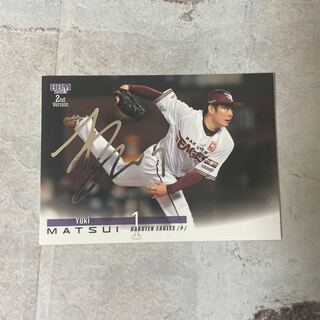 BBM
2nd
Version
EAGLES
YUKI
MATSUI
1
RAKUTEN EAGLES /P/